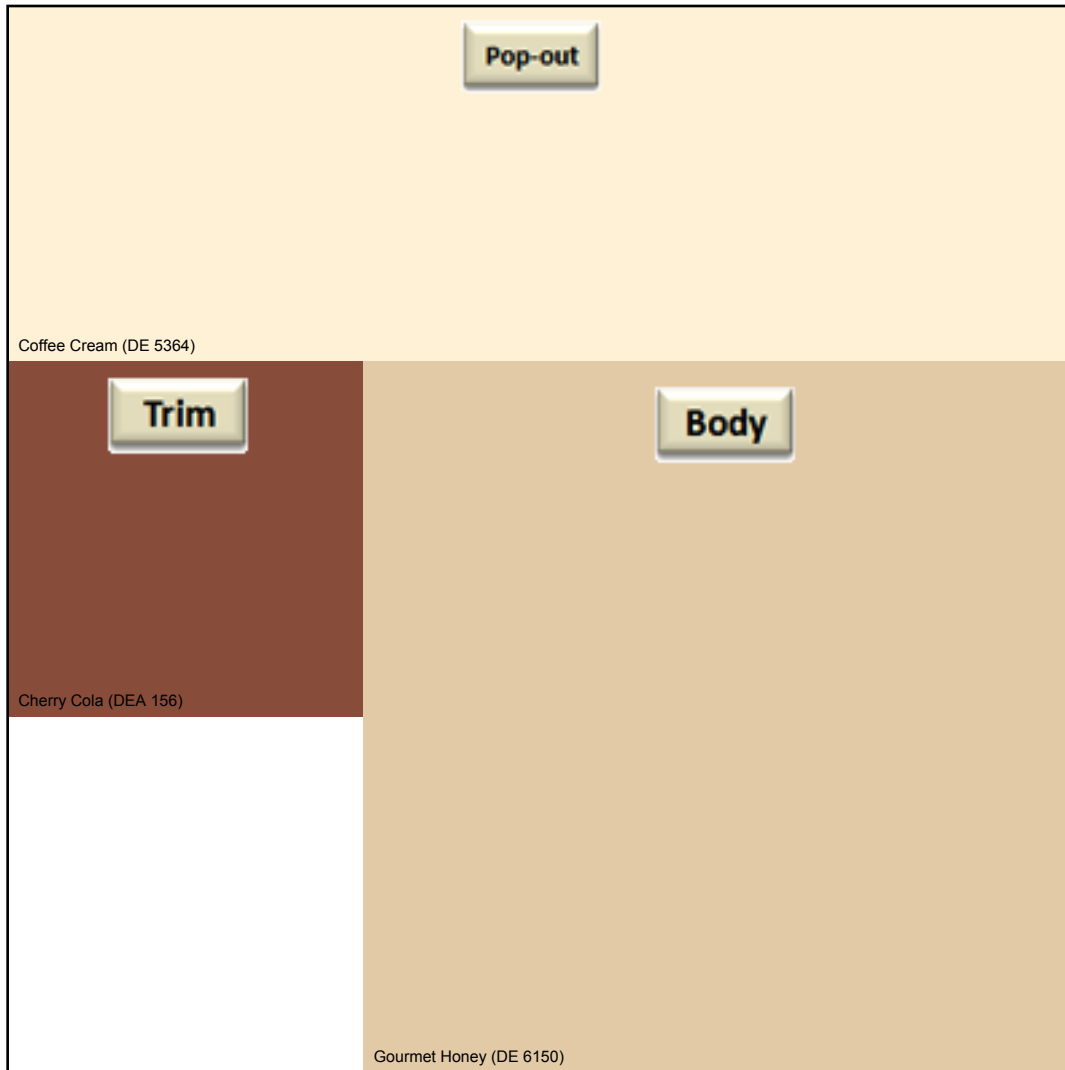 Pop-out
Coffee Cream (DE 5364)
Trim
Body
Cherry Cola (DEA 156)
Gourmet Honey (DE 6150)